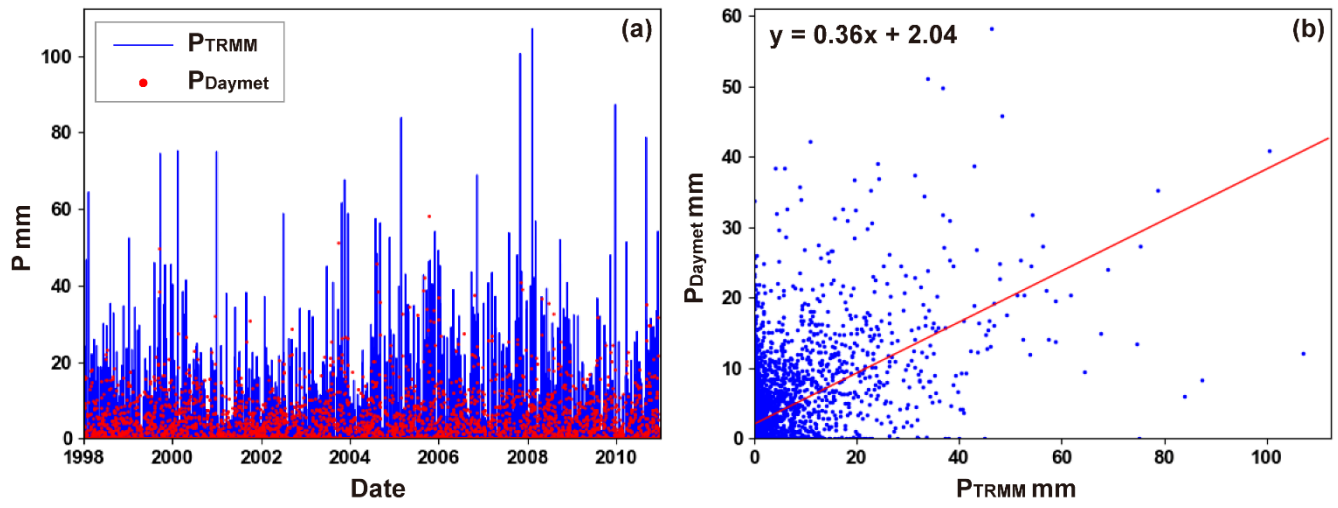 (a)
PTRMM
PDaymet
P mm
100
80
60
40
20
0
1998 2000 2002 2004 2006 2008 2010
Date
(b)
y = 0.36x + 2.04
PDaymet mm
60
50
40
30
20
10
0
0 20 40 60 80 100
PTRMM mm